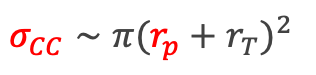 σ_CC ~ π(r_p + r_T)²